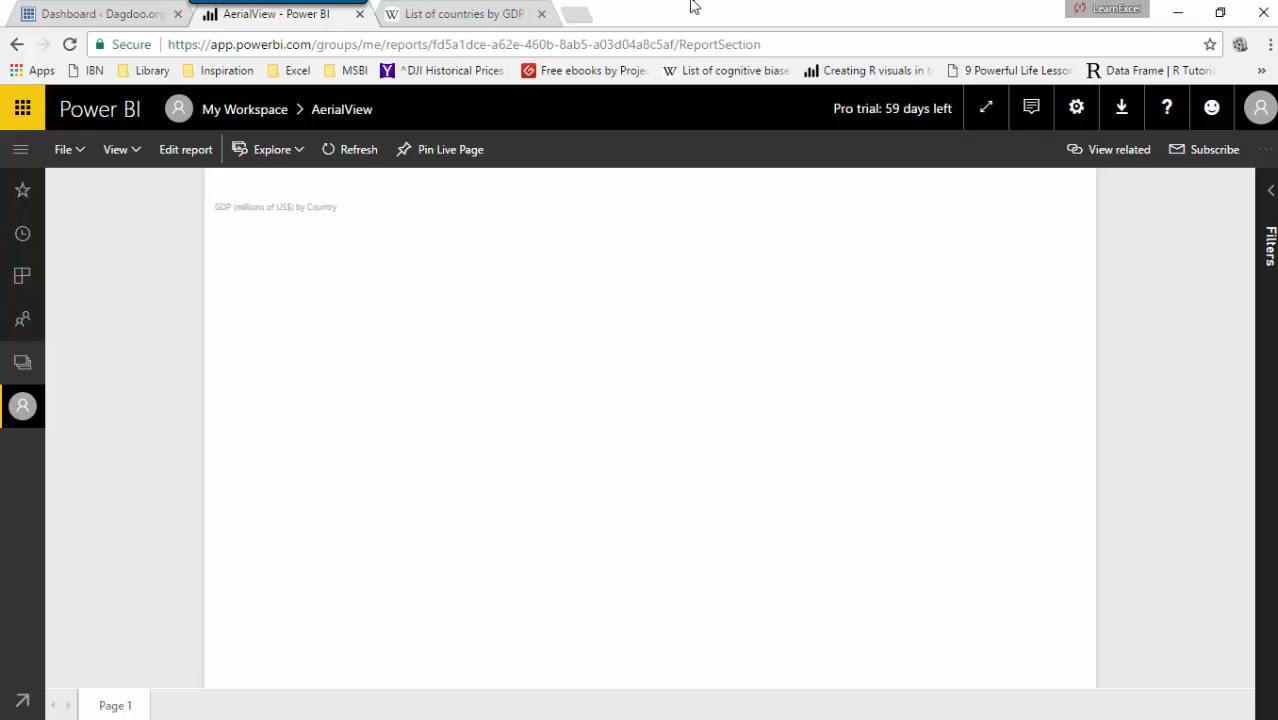 Dashboard ‹ Dagdoo.org
AerialView - Power BI
List of countries by GDP
LearnExcel
Secure
https://app.powerbi.com/groups/me/reports/fd5a1dce-a62e-460b-8ab5-a03d04a8c5af/ReportSection
Apps
IBN
Library
Inspiration
Excel
MSBI
^DJI Historical Prices
Free ebooks by Projec
List of cognitive biase
Creating R visuals in t
9 Powerful Life Lesson
Data Frame | R Tutoria
»
Power BI
My Workspace > AerialView
Pro trial: 59 days left
File
View
Edit report
Explore
Refresh
Pin Live Page
View related
Subscribe
GDP (millions of US$) by Country
Filters
Page 1